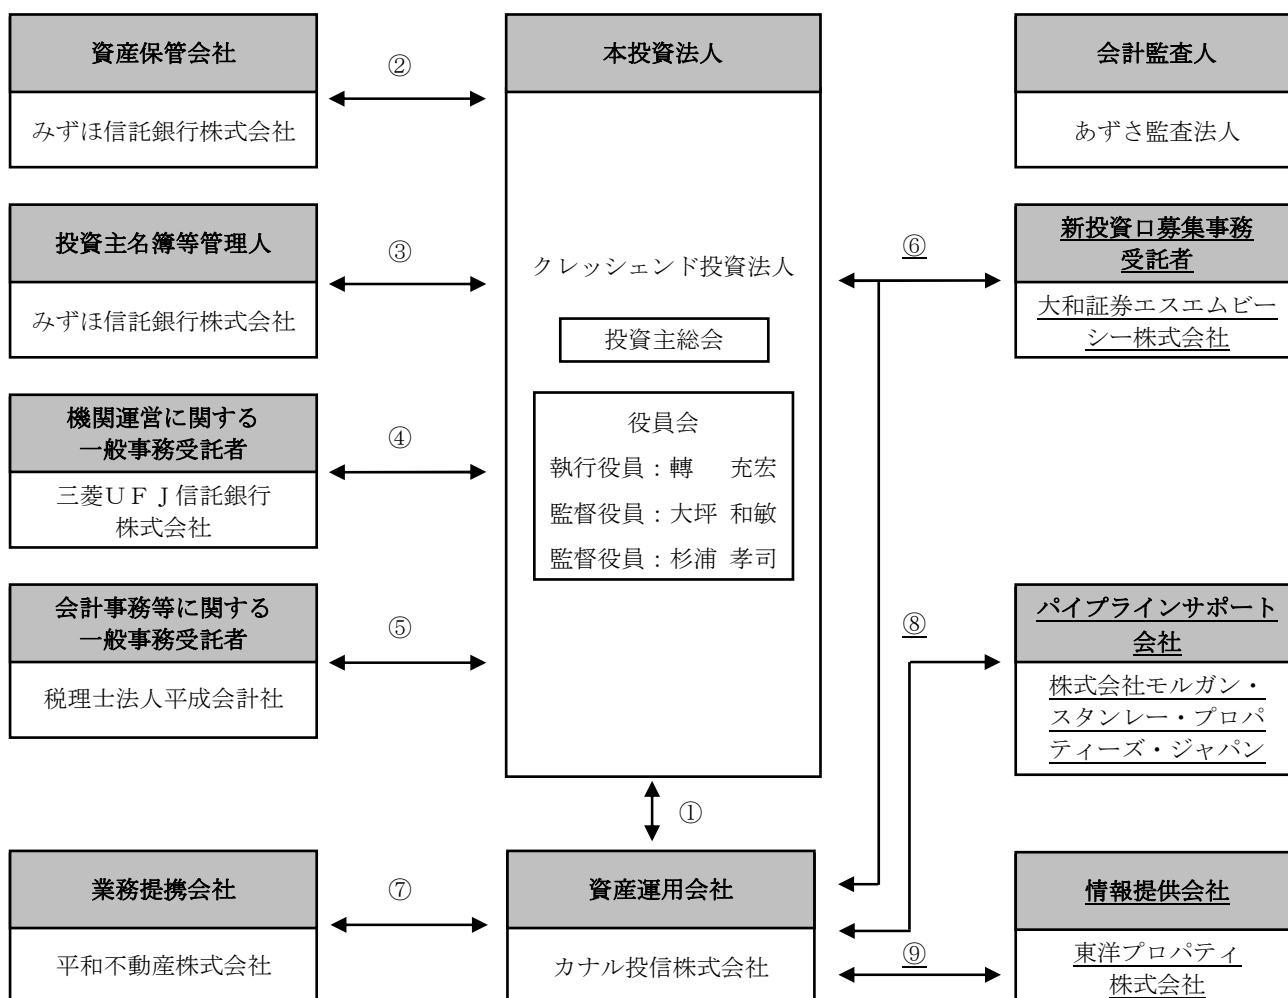 資産保管会社
みずほ信託銀行株式会社
②
本投資法人
会計監査人
あずさ監査法人
投資主名簿等管理人
みずほ信託銀行株式会社
③
クレッシェンド投資法人
投資主総会
役員会
執行役員：轉　充宏
監督役員：大坪 和敏
監督役員：杉浦 孝司
⑥
新投資口募集事務
受託者
大和証券エスエムビー
シー株式会社
機関運営に関する
一般事務受託者
三菱ＵＦＪ信託銀行
株式会社
④
会計事務等に関する
一般事務受託者
税理士法人平成会計社
⑤
⑧
パイプラインサポート
会社
株式会社モルガン・
スタンレー・プロパ
ティーズ・ジャパン
①
業務提携会社
平和不動産株式会社
⑦
資産運用会社
カナル投信株式会社
⑨
情報提供会社
東洋プロパティ
株式会社